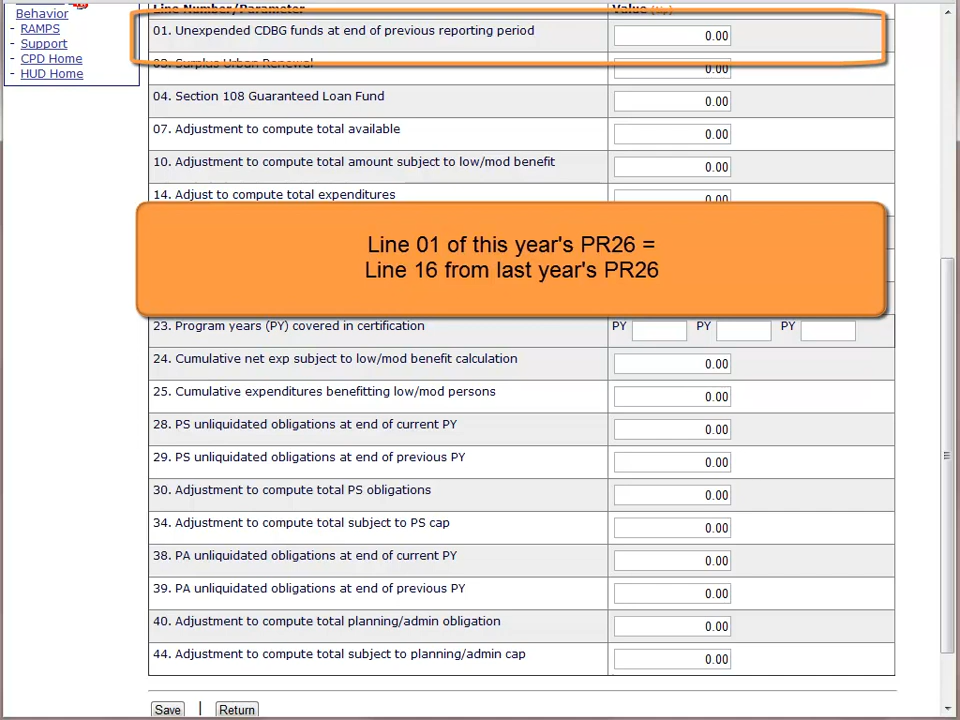 Behavior
- RAMPS
- Support
- CPD Home
- HUD Home
Line Number/Parameter Value
01. Unexpended CDBG funds at end of previous reporting period 0.00
03. Surplus Urban Renewal 0.00
04. Section 108 Guaranteed Loan Fund 0.00
07. Adjustment to compute total available 0.00
10. Adjustment to compute total amount subject to low/mod benefit 0.00
14. Adjust to compute total expenditures 0.00
Line 01 of this year's PR26 =
Line 16 from last year's PR26
23. Program years (PY) covered in certification PY PY PY
24. Cumulative net exp subject to low/mod benefit calculation 0.00
25. Cumulative expenditures benefitting low/mod persons 0.00
28. PS unliquidated obligations at end of current PY 0.00
29. PS unliquidated obligations at end of previous PY 0.00
30. Adjustment to compute total PS obligations 0.00
34. Adjustment to compute total subject to PS cap 0.00
38. PA unliquidated obligations at end of current PY 0.00
39. PA unliquidated obligations at end of previous PY 0.00
40. Adjustment to compute total planning/admin obligation 0.00
44. Adjustment to compute total subject to planning/admin cap 0.00
Save | Return